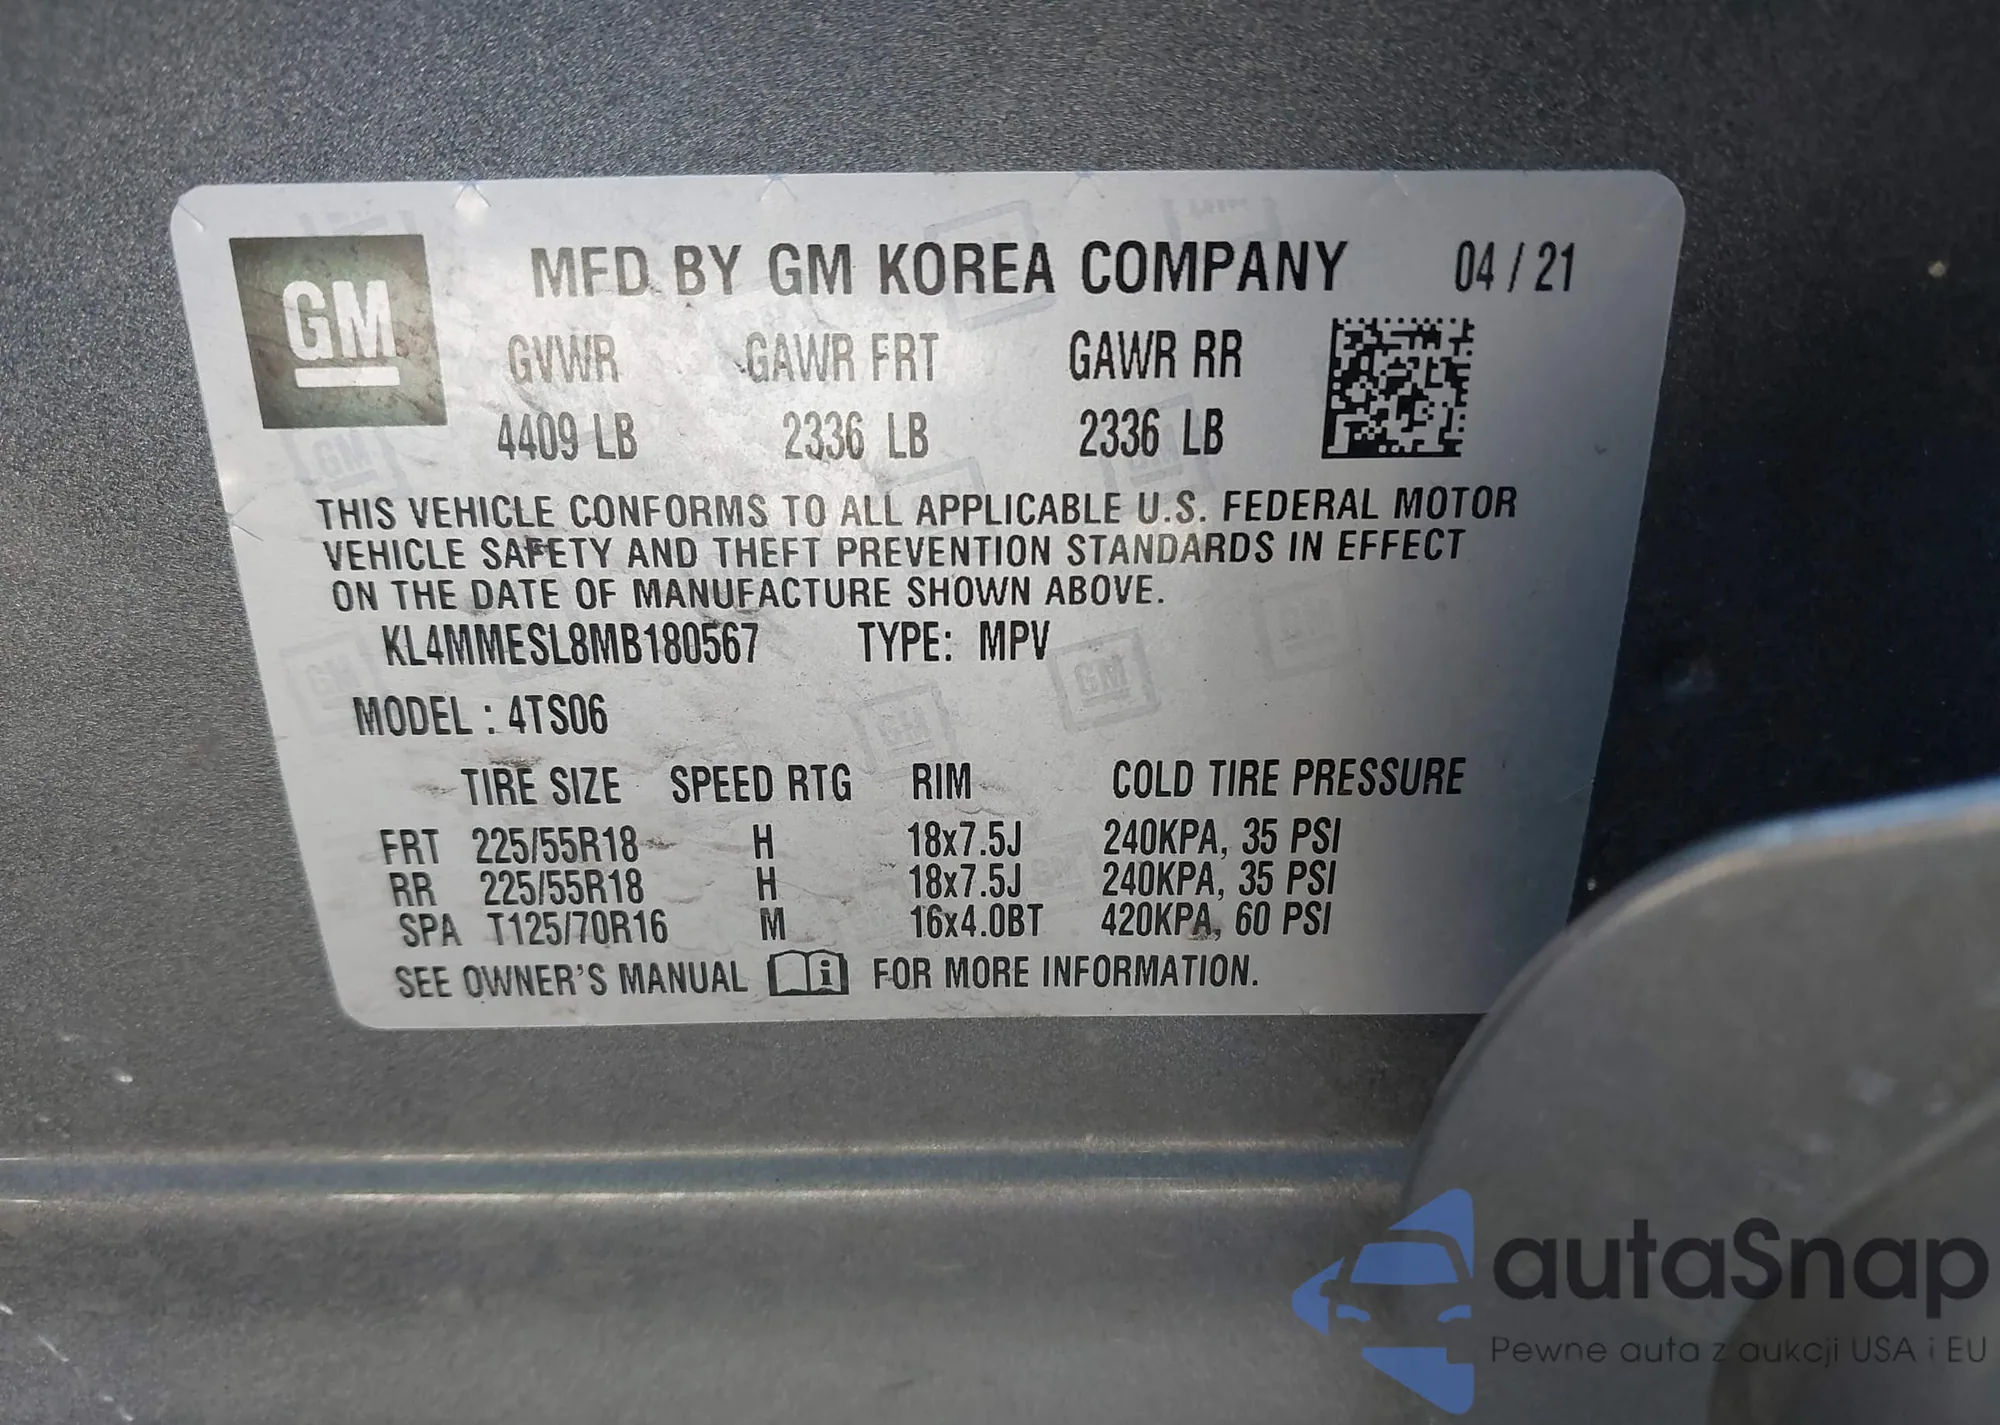 GM
MFD BY GM KOREA COMPANY 04 / 21
GVWR GAWR FRT GAWR RR
4409 LB 2336 LB 2336 LB
THIS VEHICLE CONFORMS TO ALL APPLICABLE U.S. FEDERAL MOTOR
VEHICLE SAFETY AND THEFT PREVENTION STANDARDS IN EFFECT
ON THE DATE OF MANUFACTURE SHOWN ABOVE.
KL4MMESL8MB180567 TYPE: MPV
MODEL : 4TS06
TIRE SIZE SPEED RTG RIM COLD TIRE PRESSURE
FRT 225/55R18 H 18x7.5J 240KPA, 35 PSI
RR 225/55R18 H 18x7.5J 240KPA, 35 PSI
SPA T125/70R16 M 16x4.0BT 420KPA, 60 PSI
SEE OWNER'S MANUAL i FOR MORE INFORMATION.
autaSnap
Pewne auta z aukcji USA i EU